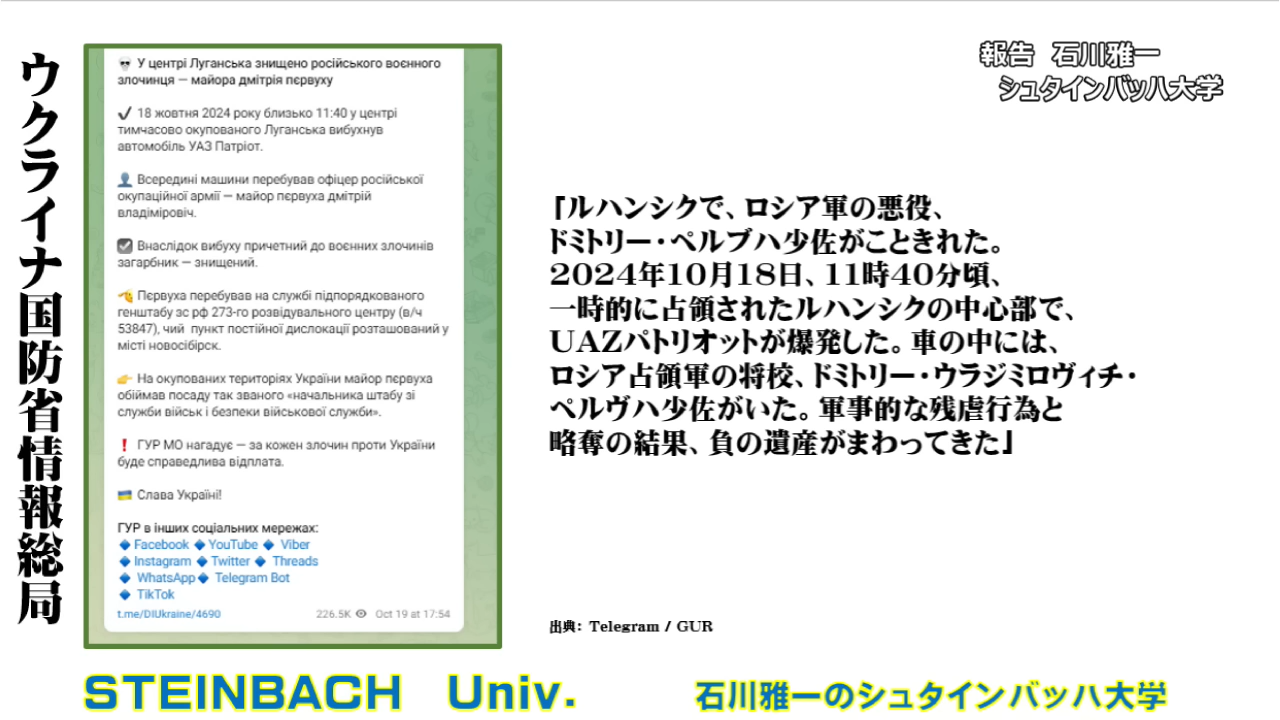 ウクライナ国防省情報総局
У центрі Луганська знищено російського воєнного
злочинця — майора дмітрія пєрвуху
18 жовтня 2024 року близько 11:40 у центрі
тимчасово окупованого Луганська вибухнув
автомобіль УАЗ Патріот.
Всередині машини перебував офіцер російської
окупаційної армії — майор пєрвуха дмітрій
владіміровіч.
Внаслідок вибуху причетний до воєнних злочинів
загарбник — знищений.
Пєрвуха перебував на службі підпорядкованого
генштабу зс рф 273-го розвідувального центру (в/ч
53847), чий пункт постійної дислокації розташований у
місті новосібірск.
На окупованих територіях України майор пєрвуха
обіймав посаду так званого «начальника штабу зі
служби військ і безпеки військової служби».
❗ ГУР МО нагадує — за кожен злочин проти України
буде справедлива відплата.
🇺🇦 Слава Україні!
ГУР в інших соціальних мережах:
🔹Facebook 🔹YouTube 🔹 Viber
🔹Instagram 🔹Twitter 🔹 Threads
🔹 WhatsApp🔹 Telegram Bot
🔹 TikTok
t.me/DIUkraine/4690 226.5K Oct 19 at 17:54
報告 石川雅一
シュタインバッハ大学
「ルハンシクで、ロシア軍の悪役、
ドミトリー・ペルブハ少佐がこときれた。
2024年10月18日、11時40分頃、
一時的に占領されたルハンシクの中心部で、
UAZパトリオットが爆発した。車の中には、
ロシア占領軍の将校、ドミトリー・ウラジミロヴィチ・
ペルヴハ少佐がいた。軍事的な残虐行為と
略奪の結果、負の遺産がまわってきた」
出典： Telegram / GUR
STEINBACH Univ.
石川雅一のシュタインバッハ大学